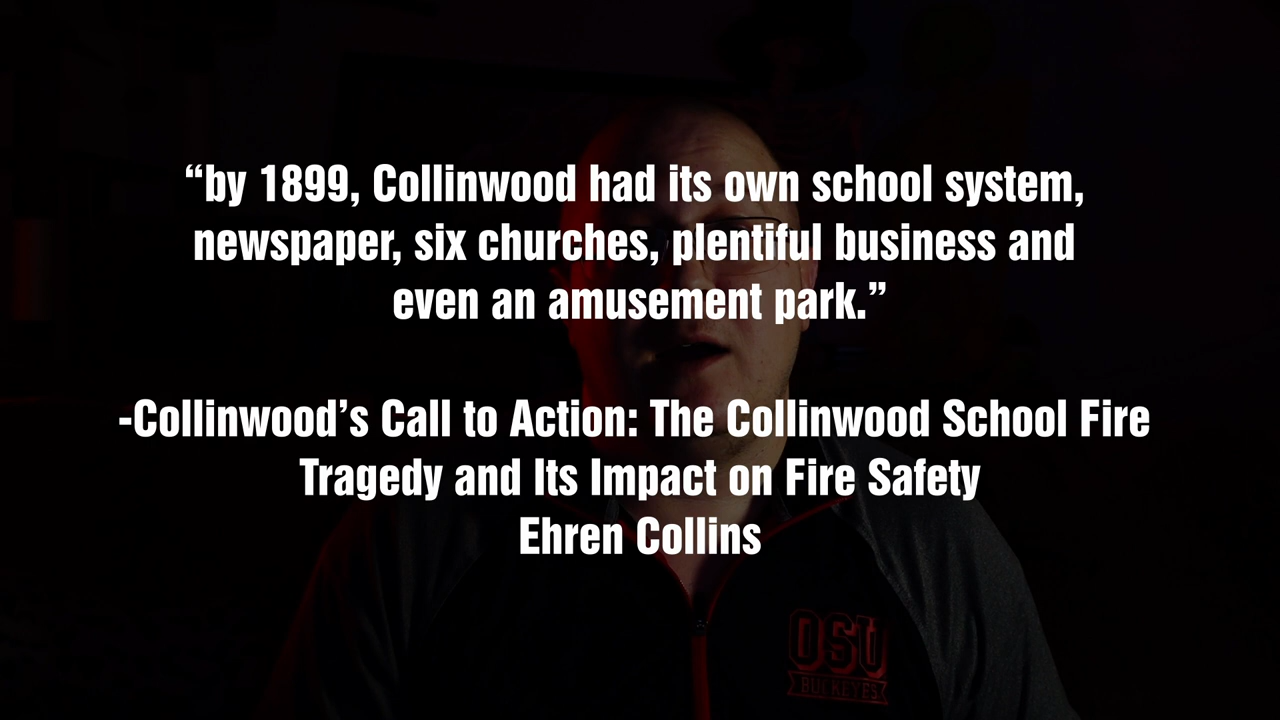 “by 1899, Collinwood had its own school system,
newspaper, six churches, plentiful business and
even an amusement park.”
-Collinwood’s Call to Action: The Collinwood School Fire
Tragedy and Its Impact on Fire Safety
Ehren Collins
OSU
BUCKEYES